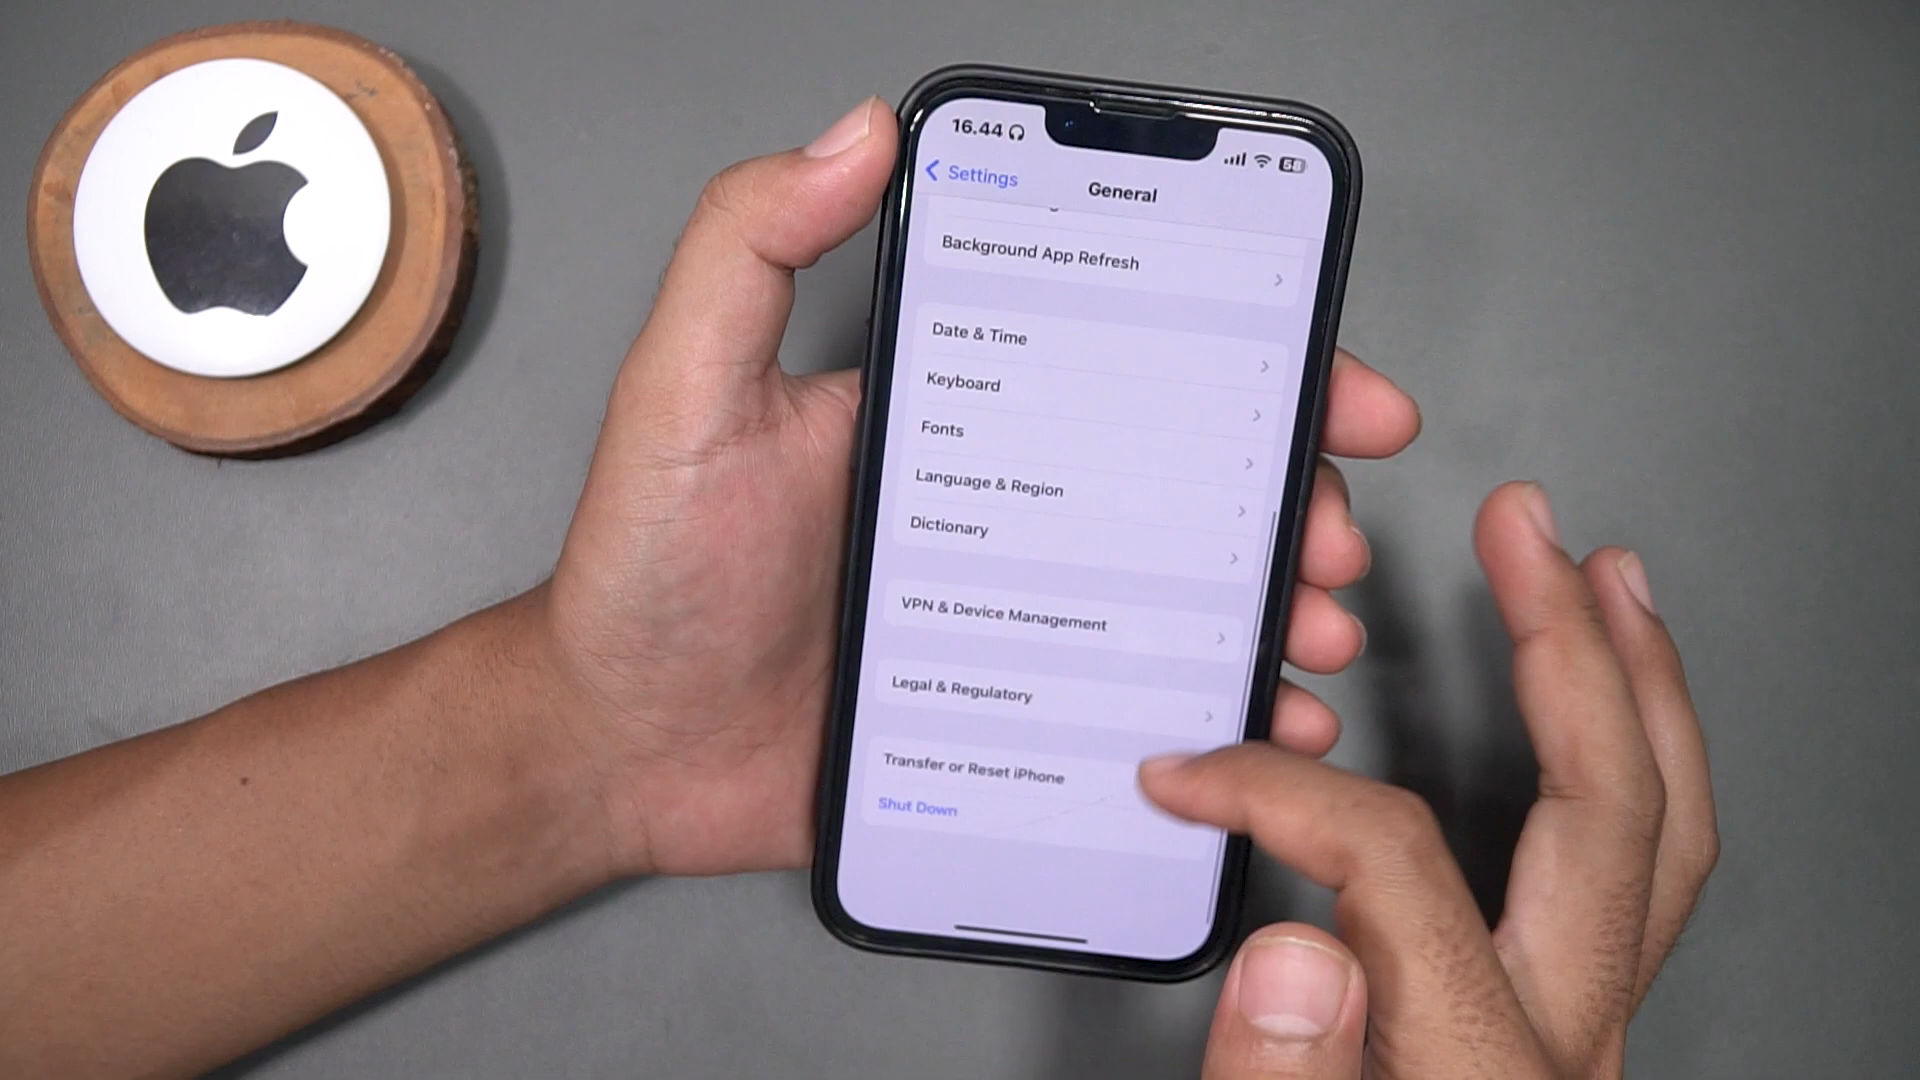 16.44
58
Settings
General
Background App Refresh
Date & Time
Keyboard
Fonts
Language & Region
Dictionary
VPN & Device Management
Legal & Regulatory
Transfer or Reset iPhone
Shut Down